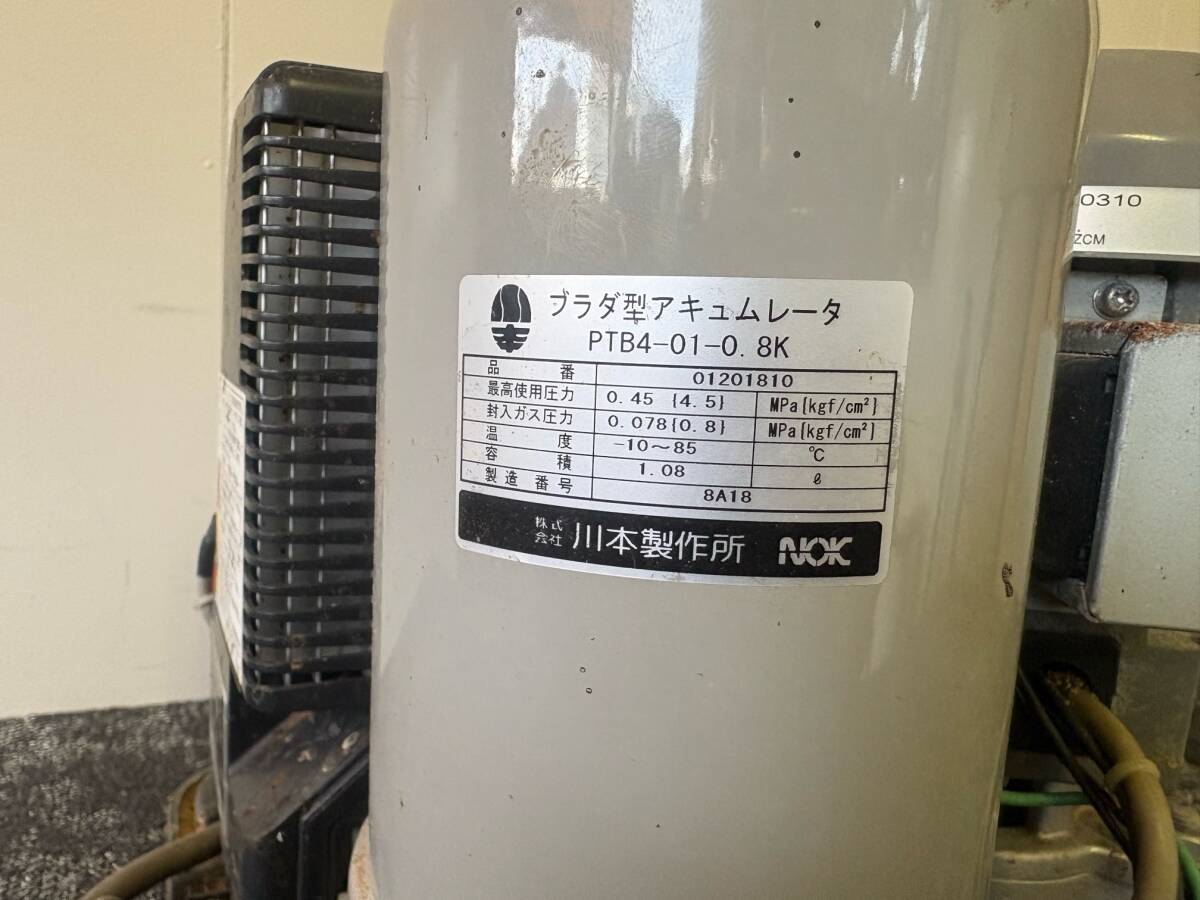 ブラダ型アキュムレータ
PTB4-01-0.8K
品番 01201810
最高使用圧力 0.45 {4.5} MPa{kgf/cm²}
封入ガス圧力 0.078{0.8} MPa{kgf/cm²}
温度 -10~85 ℃
容積 1.08 ℓ
製造番号 8A18
株式会社 川本製作所 NOK
0310
ŻCM